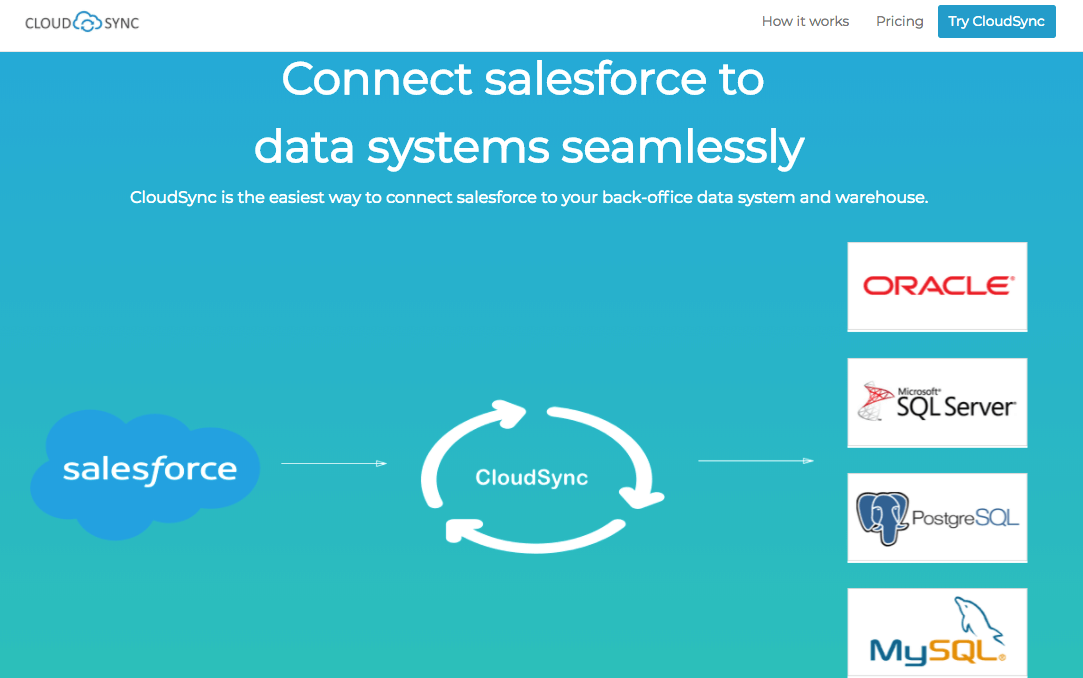 CLOUD SYNC
How it works
Pricing
Try CloudSync
Connect salesforce to
data systems seamlessly
CloudSync is the easiest way to connect salesforce to your back-office data system and warehouse.
ORACLE®
Microsoft®
SQL Server
PostgreSQL
MySQL®
salesforce
CloudSync